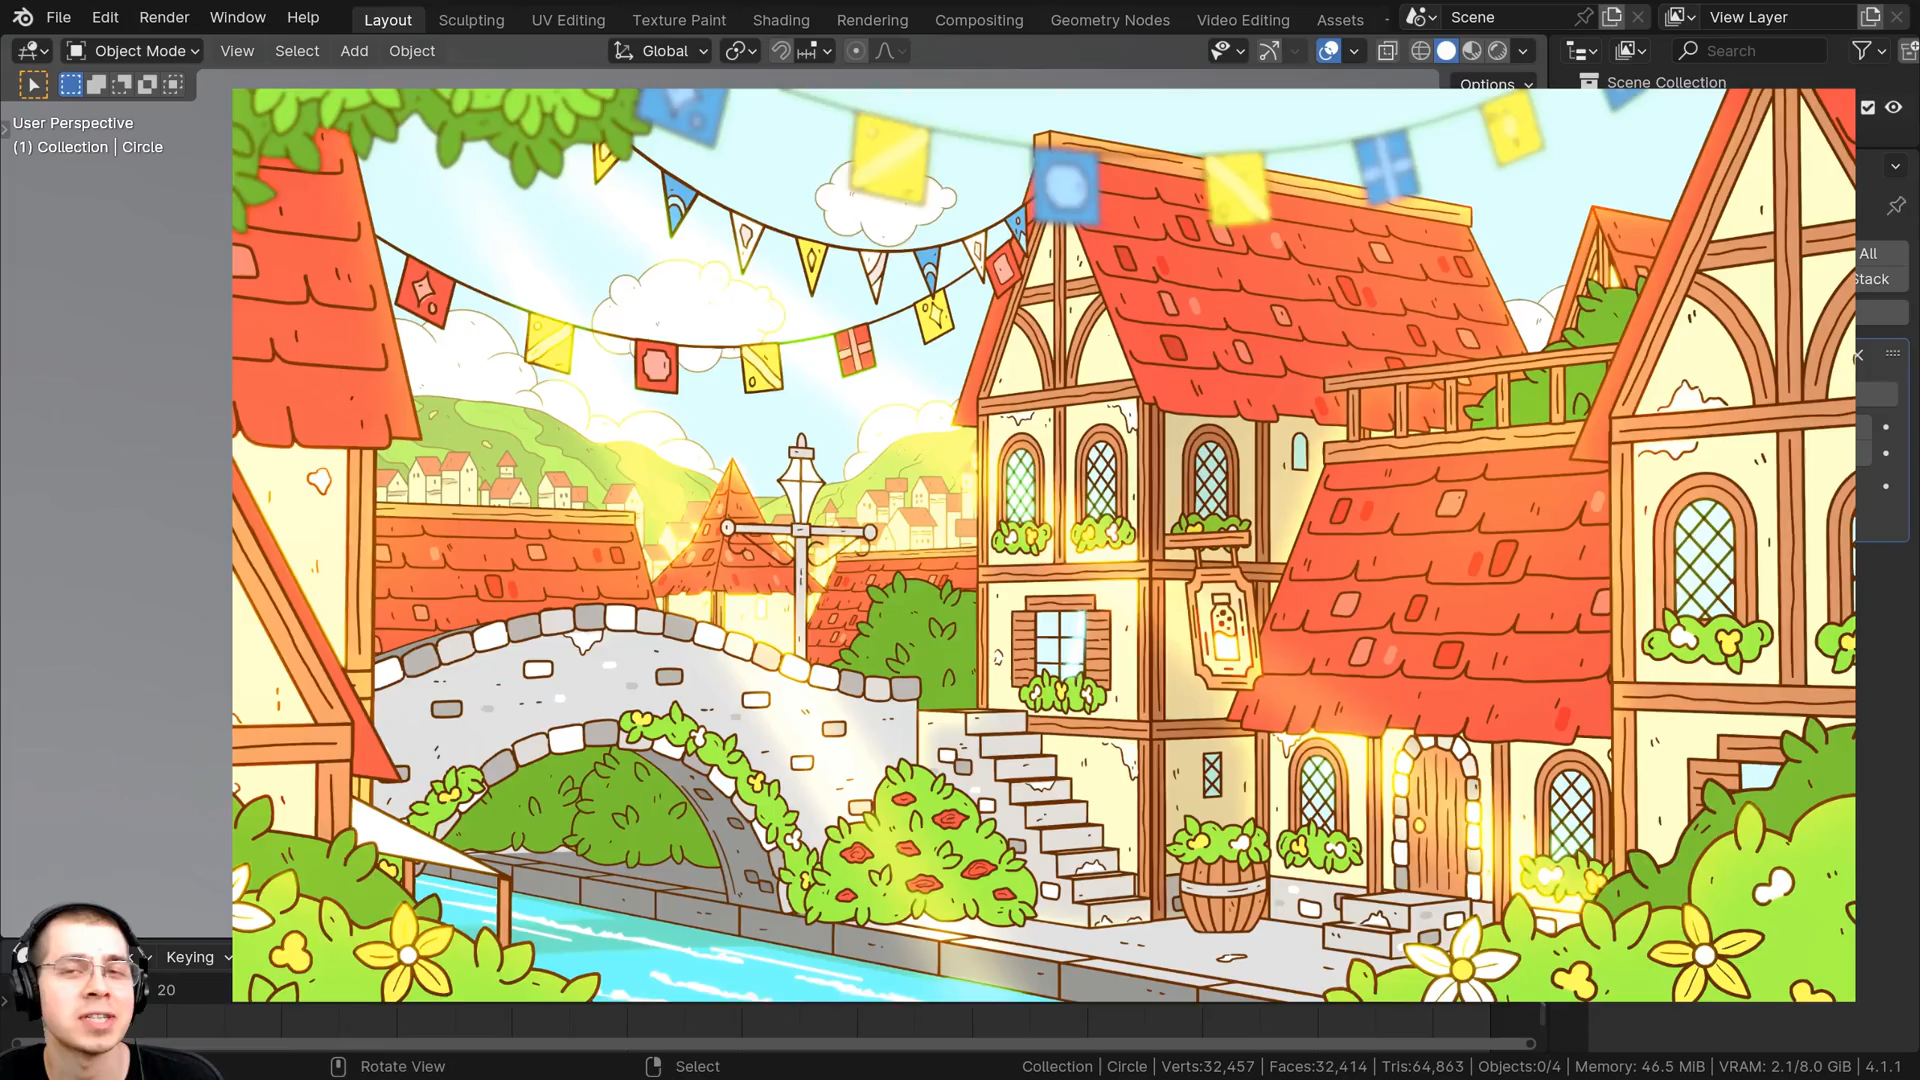 File Edit Render Window Help Layout Sculpting UV Editing Texture Paint Shading Rendering Compositing Geometry Nodes Video Editing Assets Scene View Layer
Object Mode View Select Add Object Global Search
Options Scene Collection
User Perspective
(1) Collection | Circle
All
Stack
Keying
20
Rotate View Select Collection | Circle | Verts:32,457 | Faces:32,414 | Tris:64,863 | Objects:0/4 | Memory: 46.5 MiB | VRAM: 2.1/8.0 GiB | 4.1.1